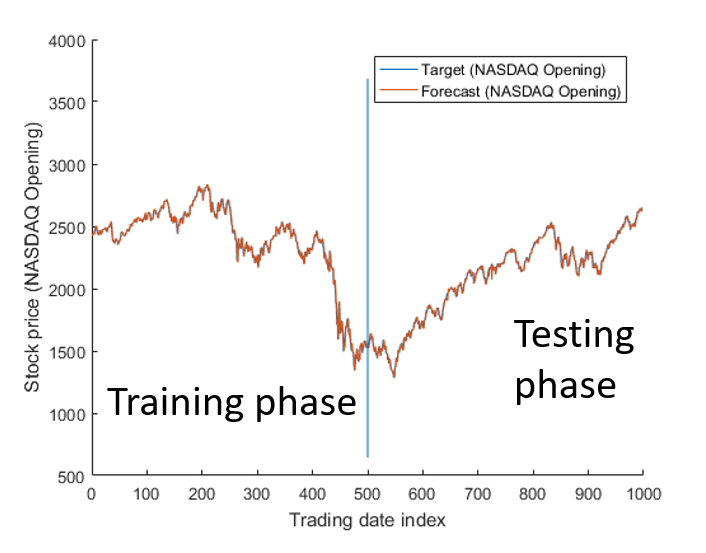 4000
3500
3000
2500
2000
1500
1000
500
0 100 200 300 400 500 600 700 800 900 1000
Stock price (NASDAQ Opening)
Trading date index
Target (NASDAQ Opening)
Forecast (NASDAQ Opening)
Training phase
Testing
phase